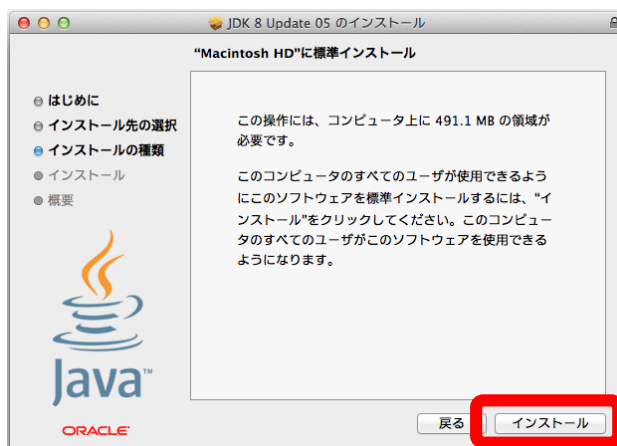 JDK 8 Update 05 のインストール
“Macintosh HD”に標準インストール
はじめに
インストール先の選択
インストールの種類
インストール
概要
この操作には、コンピュータ上に 491.1 MB の領域が
必要です。
このコンピュータのすべてのユーザが使用できるよう
にこのソフトウェアを標準インストールするには、“イ
ンストール”をクリックしてください。このコンピュー
タのすべてのユーザがこのソフトウェアを使用できる
ようになります。
Java™
ORACLE
戻る
インストール